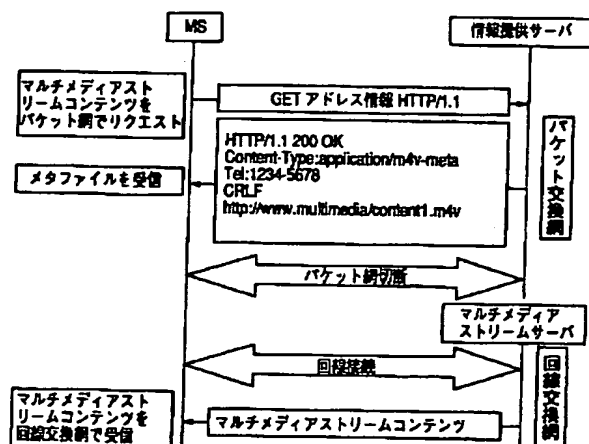 MS
情報提供サーバ
マルチメディアスト
リームコンテンツを
パケット網でリクエスト
GET アドレス情報 HTTP/1.1
HTTP/1.1 200 OK
Content-Type:application/m4v-meta
Tel:1234-5678
CRLF
http://www.multimedia/content1.m4v
メタファイルを受信
パケット交換網
パケット網切断
マルチメディア
ストリームサーバ
回線接続
回線交換網
マルチメディアスト
リームコンテンツを
回線交換網で受信
マルチメディアストリームコンテンツ